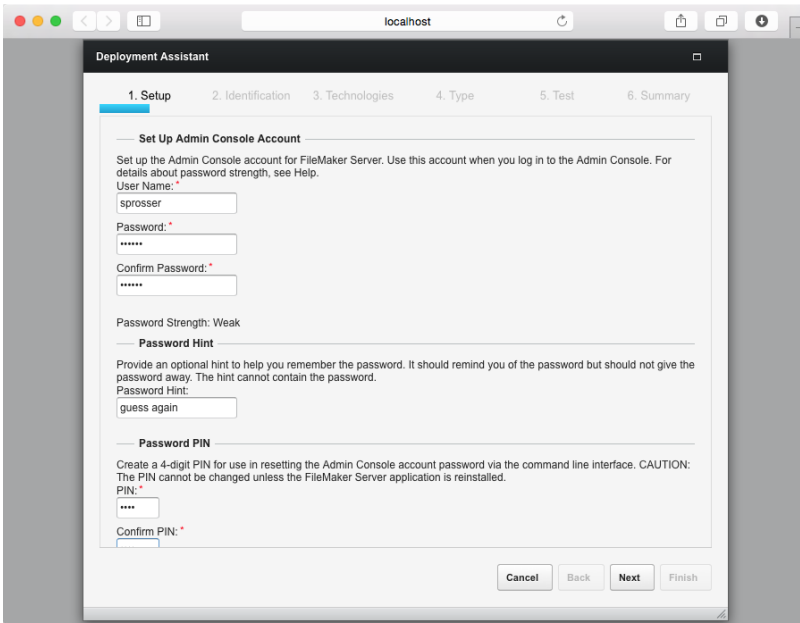 localhost
Deployment Assistant
1. Setup 2. Identification 3. Technologies 4. Type 5. Test 6. Summary
Set Up Admin Console Account
Set up the Admin Console account for FileMaker Server. Use this account when you log in to the Admin Console. For
details about password strength, see Help.
User Name: *
sprosser
Password: *
••••••
Confirm Password: *
••••••
Password Strength: Weak
Password Hint
Provide an optional hint to help you remember the password. It should remind you of the password but should not give the
password away. The hint cannot contain the password.
Password Hint:
guess again
Password PIN
Create a 4-digit PIN for use in resetting the Admin Console account password via the command line interface. CAUTION:
The PIN cannot be changed unless the FileMaker Server application is reinstalled.
PIN: *
••••
Confirm PIN: *
Cancel Back Next Finish